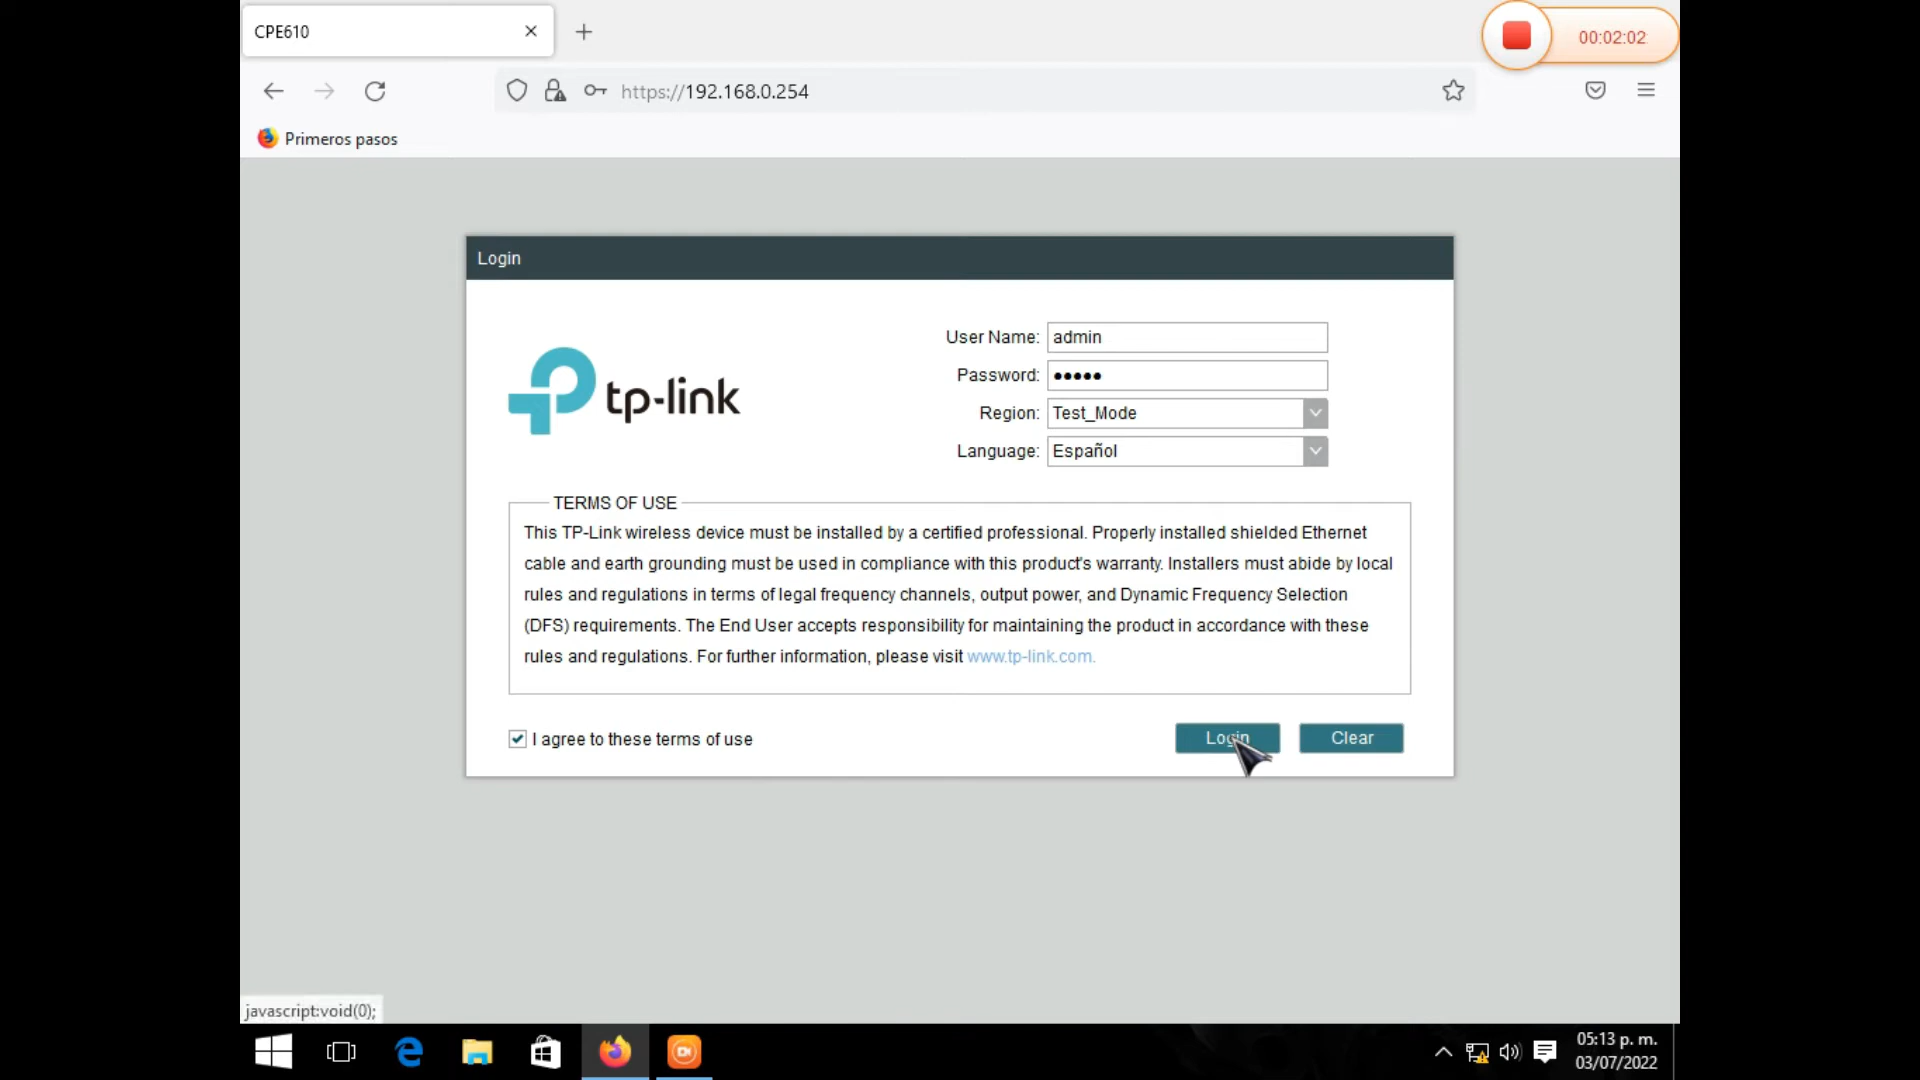 CPE610
00:02:02
https://192.168.0.254
Primeros pasos
Login
tp-link
User Name: admin
Password: •••••
Region: Test_Mode
Language: Español
TERMS OF USE
This TP-Link wireless device must be installed by a certified professional. Properly installed shielded Ethernet
cable and earth grounding must be used in compliance with this product's warranty. Installers must abide by local
rules and regulations in terms of legal frequency channels, output power, and Dynamic Frequency Selection
(DFS) requirements. The End User accepts responsibility for maintaining the product in accordance with these
rules and regulations. For further information, please visit www.tp-link.com.
I agree to these terms of use
Login
Clear
javascript:void(0);
05:13 p. m.
03/07/2022